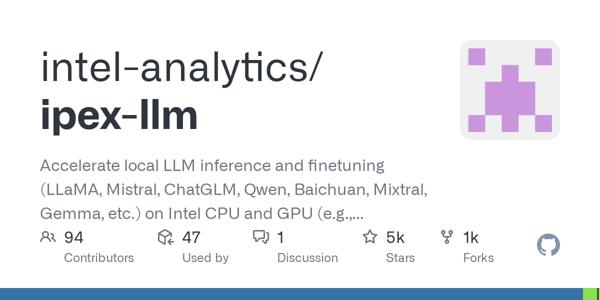 intel-analytics/
ipex-llm
Accelerate local LLM inference and finetuning
(LLaMA, Mistral, ChatGLM, Qwen, Baichuan, Mixtral,
Gemma, etc.) on Intel CPU and GPU (e.g.,...
94 47 1 5k 1k
Contributors Used by Discussion Stars Forks